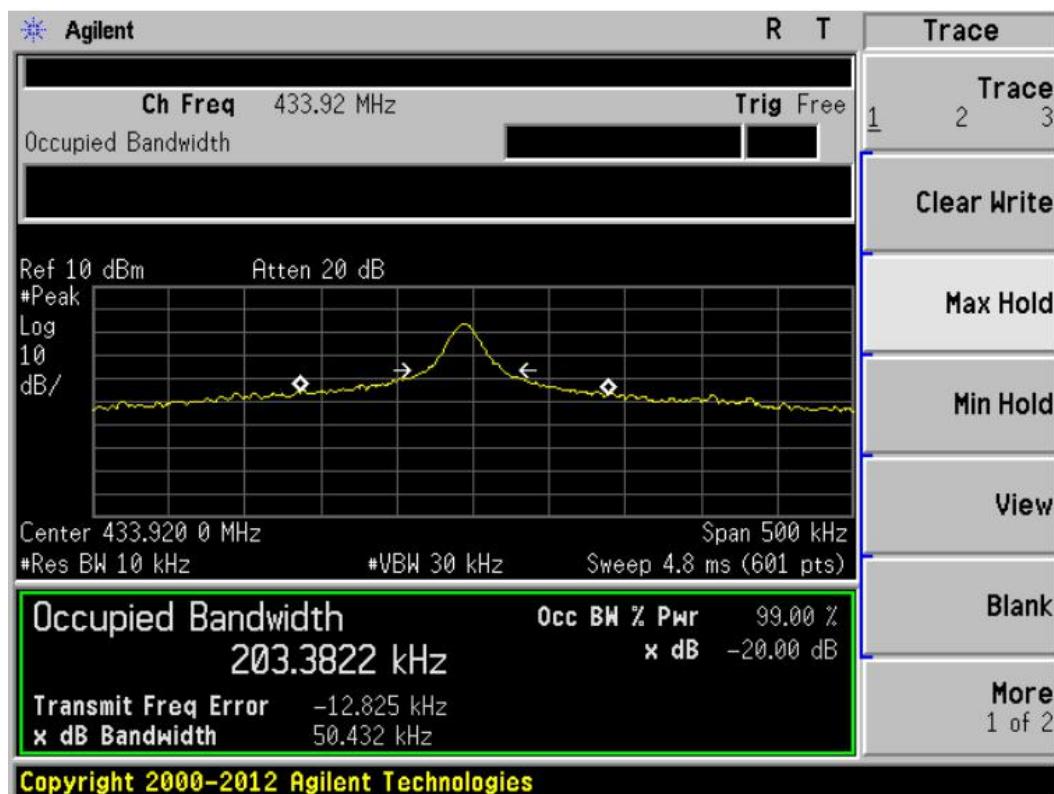 Agilent R T Trace
Ch Freq 433.92 MHz Trig Free
Occupied Bandwidth
Trace
1 2 3
Clear Write
Max Hold
Min Hold
View
Blank
More
1 of 2
Ref 10 dBm Atten 20 dB
#Peak
Log
10
dB/
Center 433.920 0 MHz Span 500 kHz
#Res BW 10 kHz #VBW 30 kHz Sweep 4.8 ms (601 pts)
Occupied Bandwidth Occ BW % Pwr 99.00 %
203.3822 kHz x dB -20.00 dB
Transmit Freq Error -12.825 kHz
x dB Bandwidth 50.432 kHz
Copyright 2000-2012 Agilent Technologies